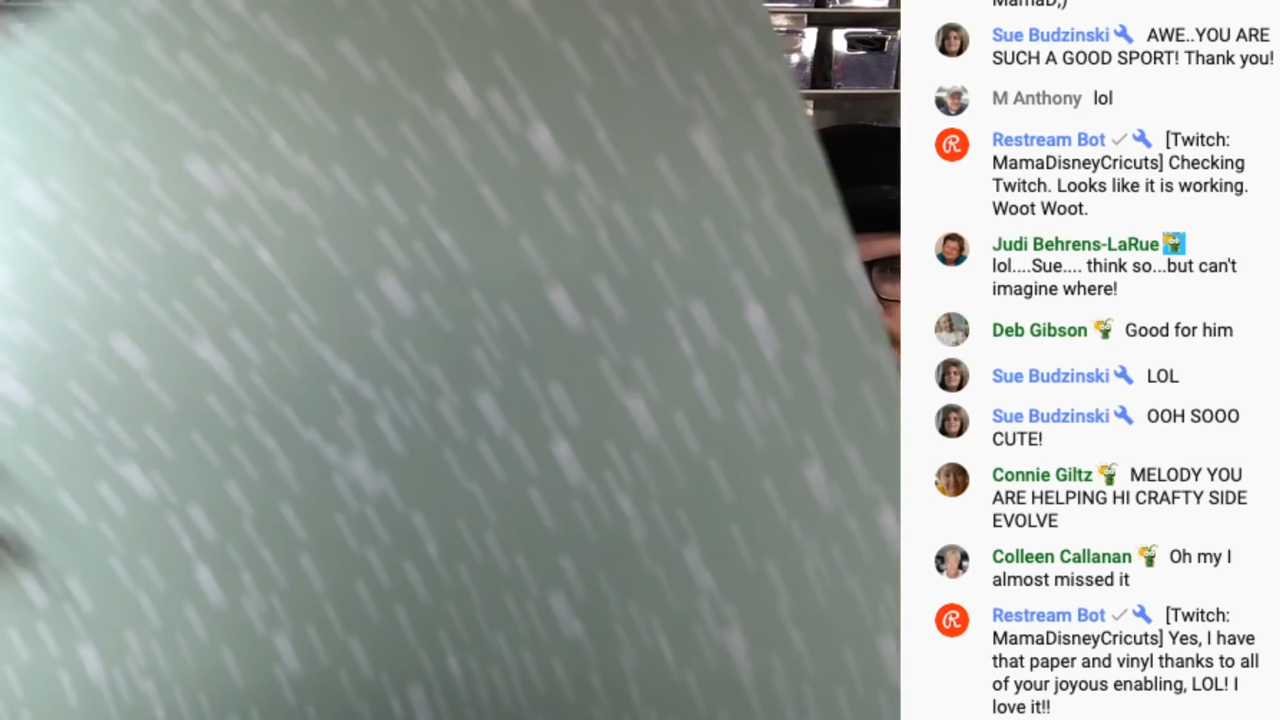 MamaD;)
Sue Budzinski AWE..YOU ARE
SUCH A GOOD SPORT! Thank you!
M Anthony lol
Restream Bot [Twitch:
MamaDisneyCricuts] Checking
Twitch. Looks like it is working.
Woot Woot.
Judi Behrens-LaRue
lol....Sue.... think so...but can't
imagine where!
Deb Gibson Good for him
Sue Budzinski LOL
Sue Budzinski OOH SOOO
CUTE!
Connie Giltz MELODY YOU
ARE HELPING HI CRAFTY SIDE
EVOLVE
Colleen Callanan Oh my I
almost missed it
Restream Bot [Twitch:
MamaDisneyCricuts] Yes, I have
that paper and vinyl thanks to all
of your joyous enabling, LOL! I
love it!!